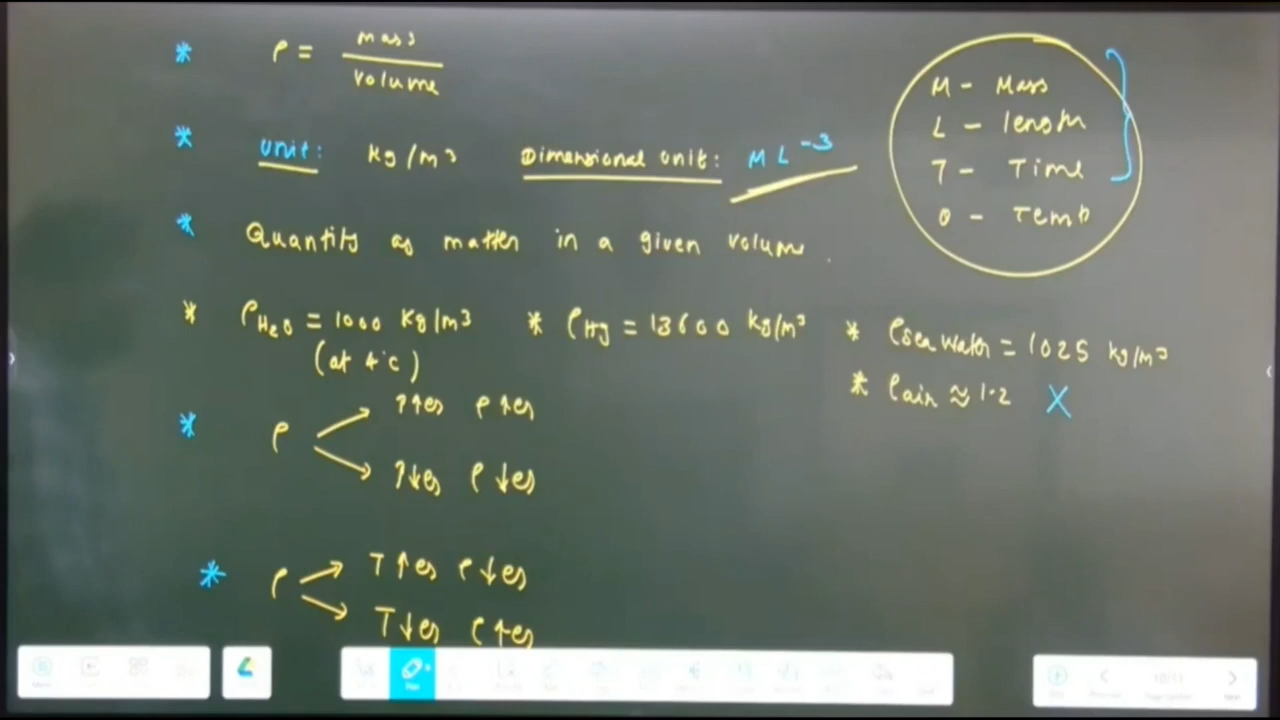 * ρ = mass / volume
* unit: kg/m³ Dimensional unit: M L⁻³
M - Mass
L - length
T - Time
θ - Temp
* Quantity of matter in a given volume.
* ρH₂O = 1000 kg/m³ * ρHg = 13600 kg/m³ * ρsea water = 1025 kg/m³
(at 4°c)
* ρair ≈ 1.2 X
P↑es ρ↑es
* ρ
P↓es ρ↓es
T↑es ρ↓es
* ρ
T↓es ρ↑es